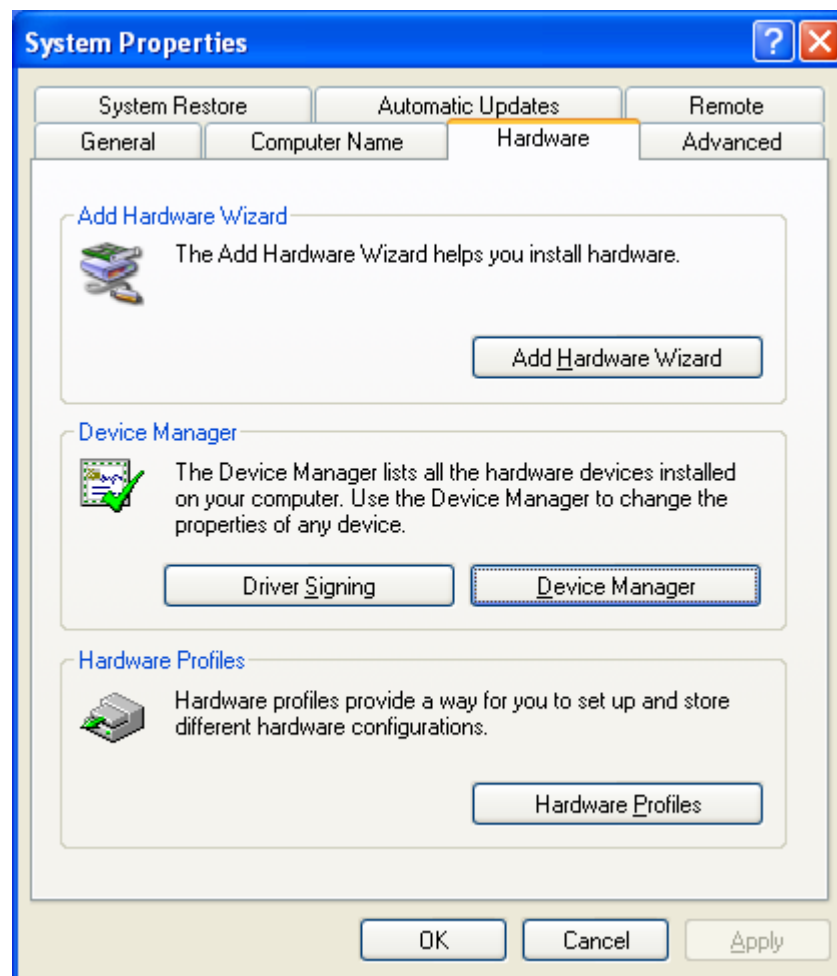 System Properties
System Restore Automatic Updates Remote
General Computer Name Hardware Advanced
Add Hardware Wizard
The Add Hardware Wizard helps you install hardware.
Add Hardware Wizard
Device Manager
The Device Manager lists all the hardware devices installed
on your computer. Use the Device Manager to change the
properties of any device.
Driver Signing Device Manager
Hardware Profiles
Hardware profiles provide a way for you to set up and store
different hardware configurations.
Hardware Profiles
OK Cancel Apply